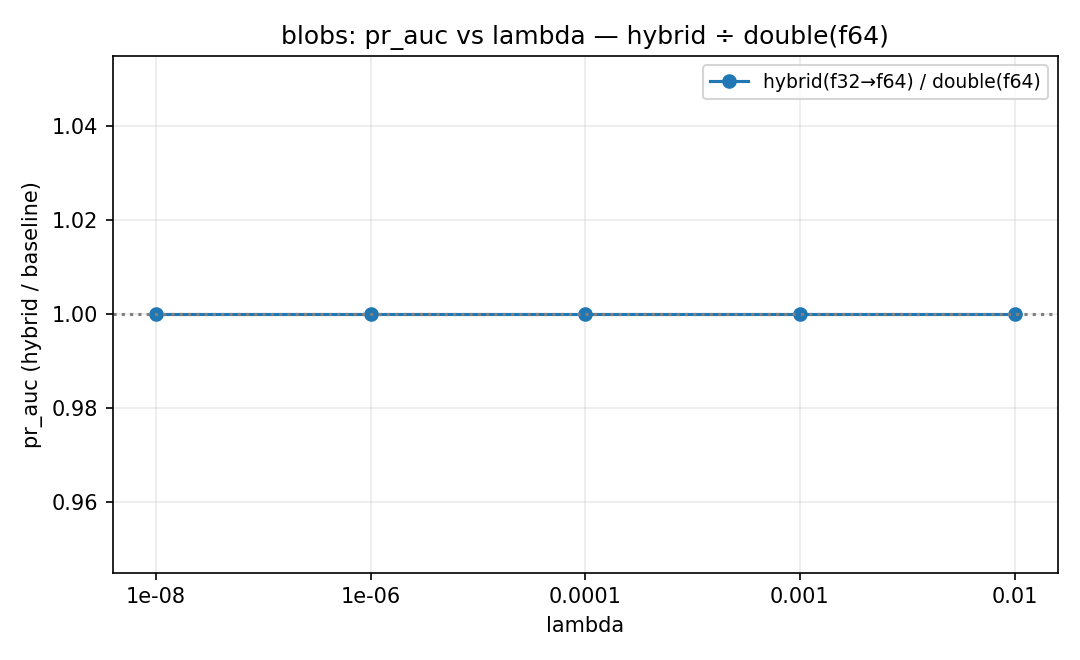 blobs: pr_auc vs lambda — hybrid ÷ double(f64)
hybrid(f32→f64) / double(f64)
pr_auc (hybrid / baseline)
1.04
1.02
1.00
0.98
0.96
1e-08
1e-06
0.0001
0.001
0.01
lambda